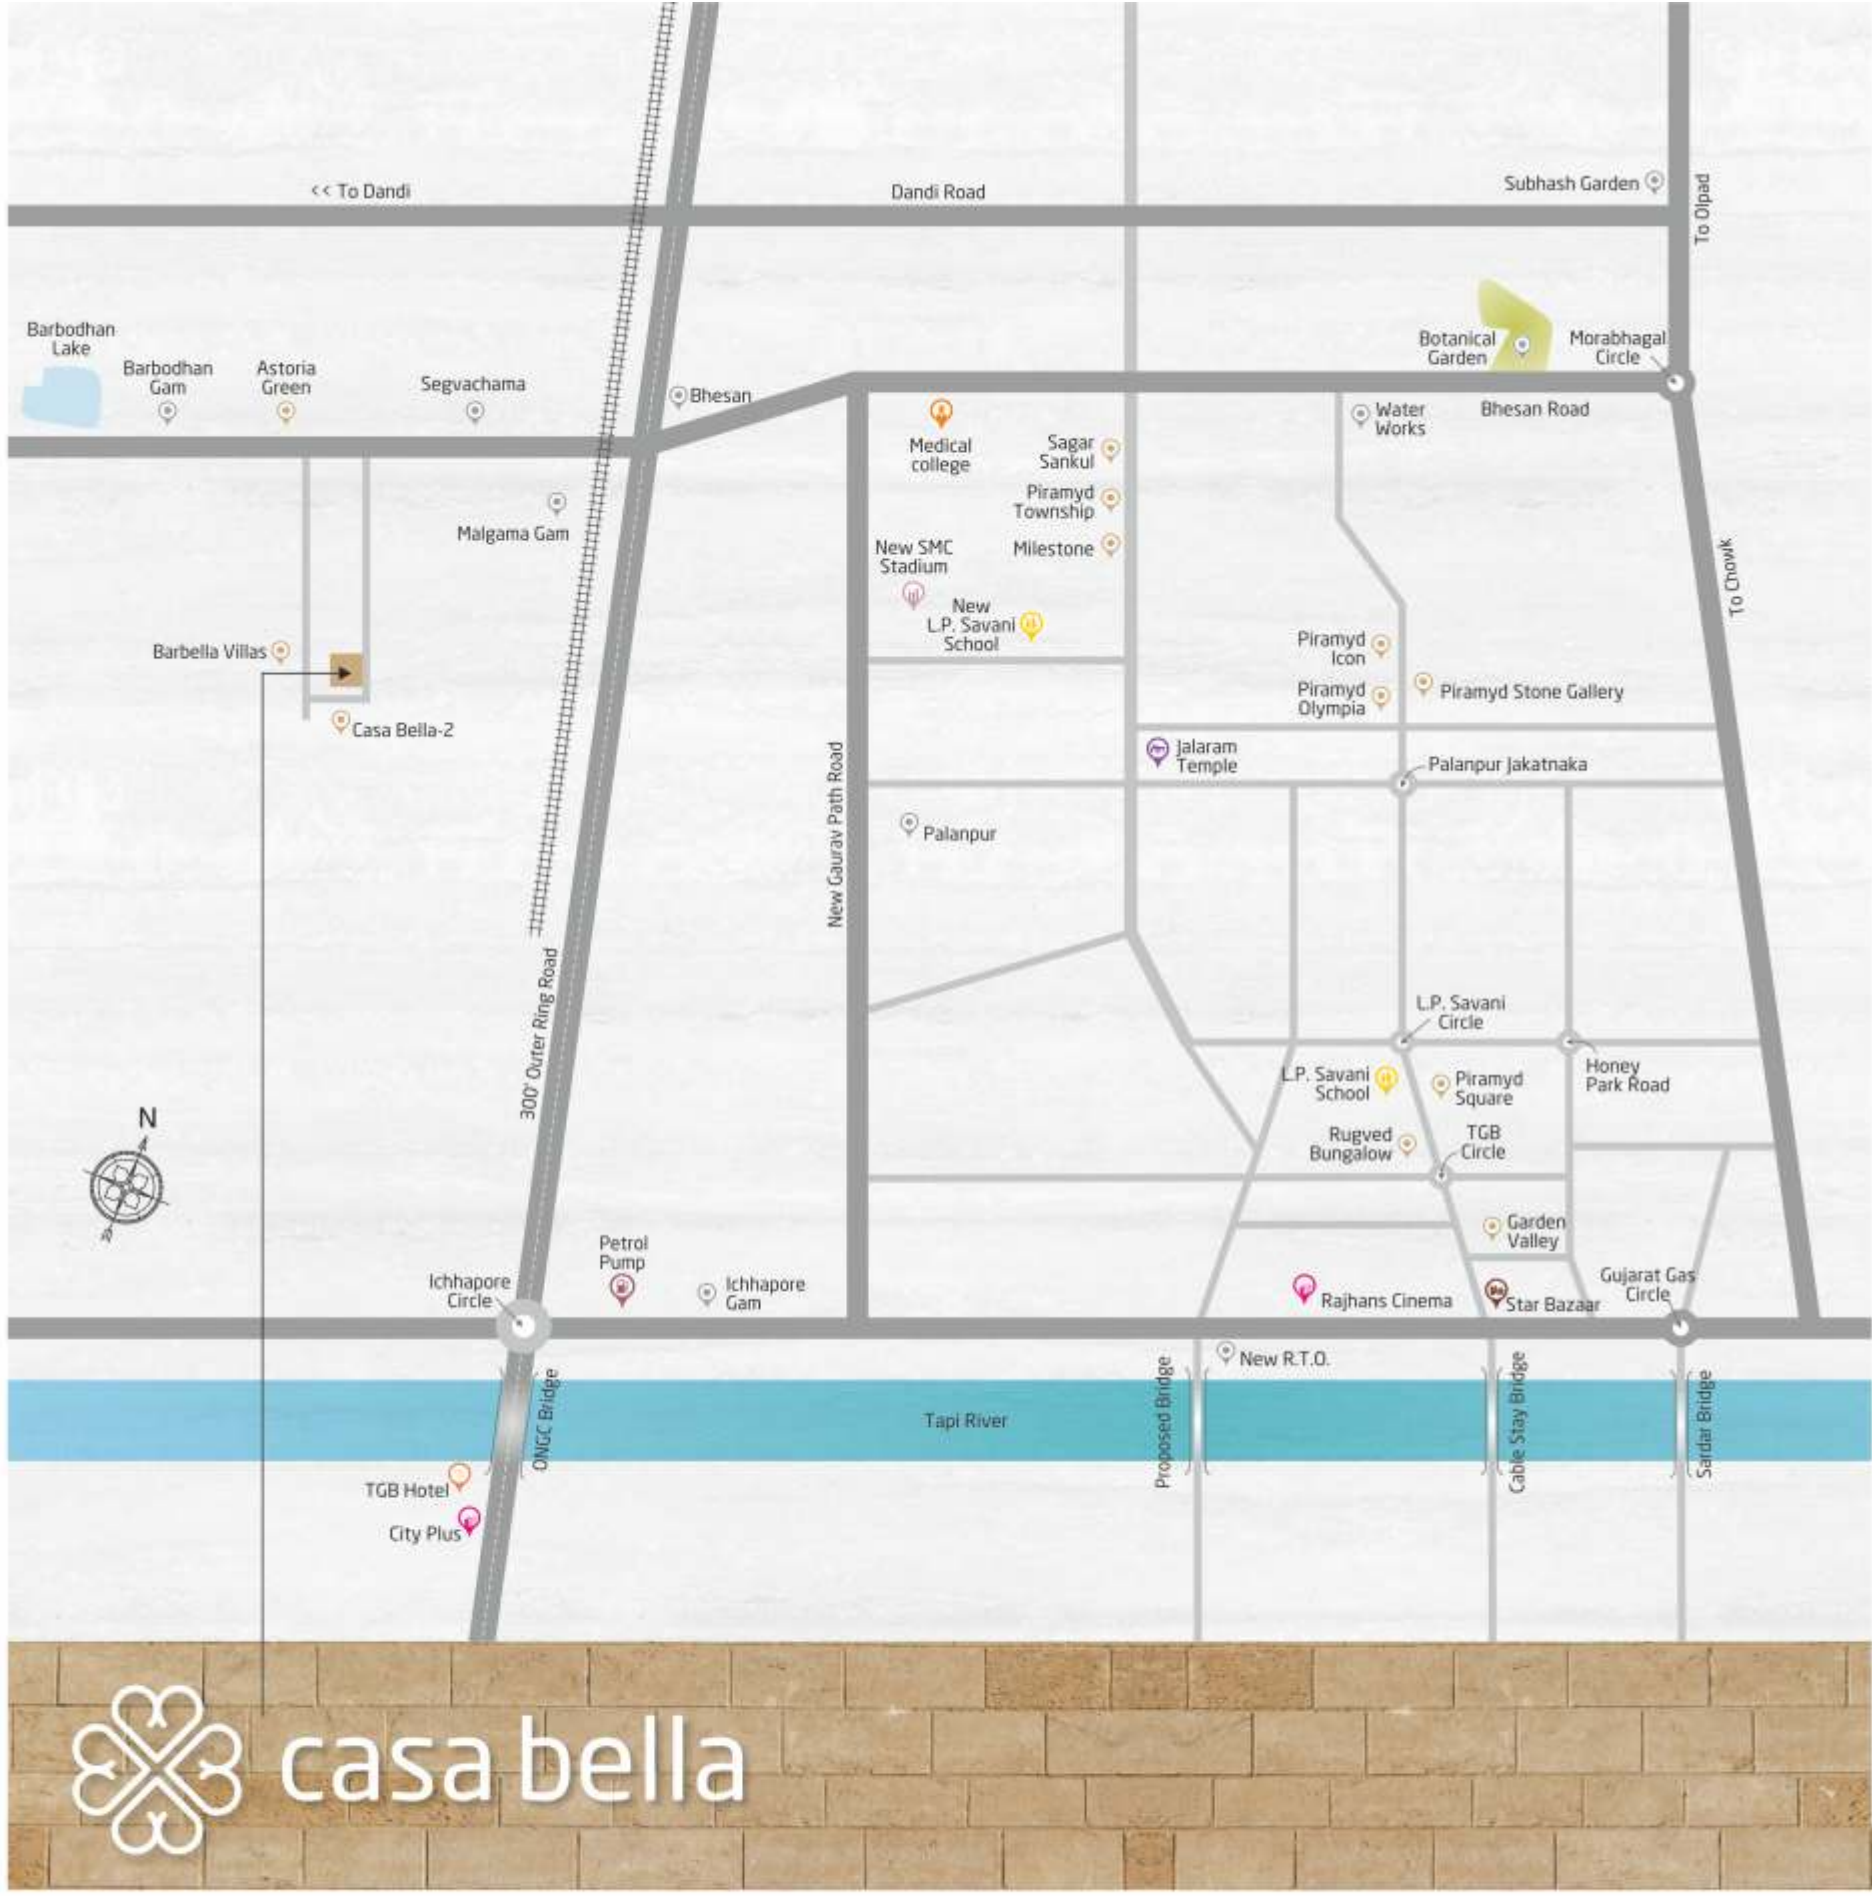 << To Dandi
Dandi Road
Subhash Garden
To Olpad
Barbodhan
Lake
Barbodhan
Gam
Astoria
Green
Segvachama
Bhesan
Botanical
Garden
Morabhagal
Circle
Medical
college
Sagar
Sankul
Water
Works
Bhesan Road
Piramyd
Township
Malgama Gam
Milestone
New SMC
Stadium
To Chowk
New
L.P. Savani
School
Barbella Villas
Piramyd
Icon
Piramyd
Olympia
Piramyd Stone Gallery
Casa Bella-2
Jalaram
Temple
Palanpur Jakatnaka
New Gaurav Path Road
Palanpur
300' Outer Ring Road
L.P. Savani
Circle
L.P. Savani
School
Piramyd
Square
Honey
Park Road
N
Rugved
Bungalow
TGB
Circle
Garden
Valley
Petrol
Pump
Ichhapore
Circle
Ichhapore
Gam
Gujarat Gas
Circle
Rajhans Cinema
Star Bazaar
New R.T.O.
ONGC Bridge
Tapi River
Proposed Bridge
Cable Stay Bridge
Sardar Bridge
TGB Hotel
City Plus
casa bella